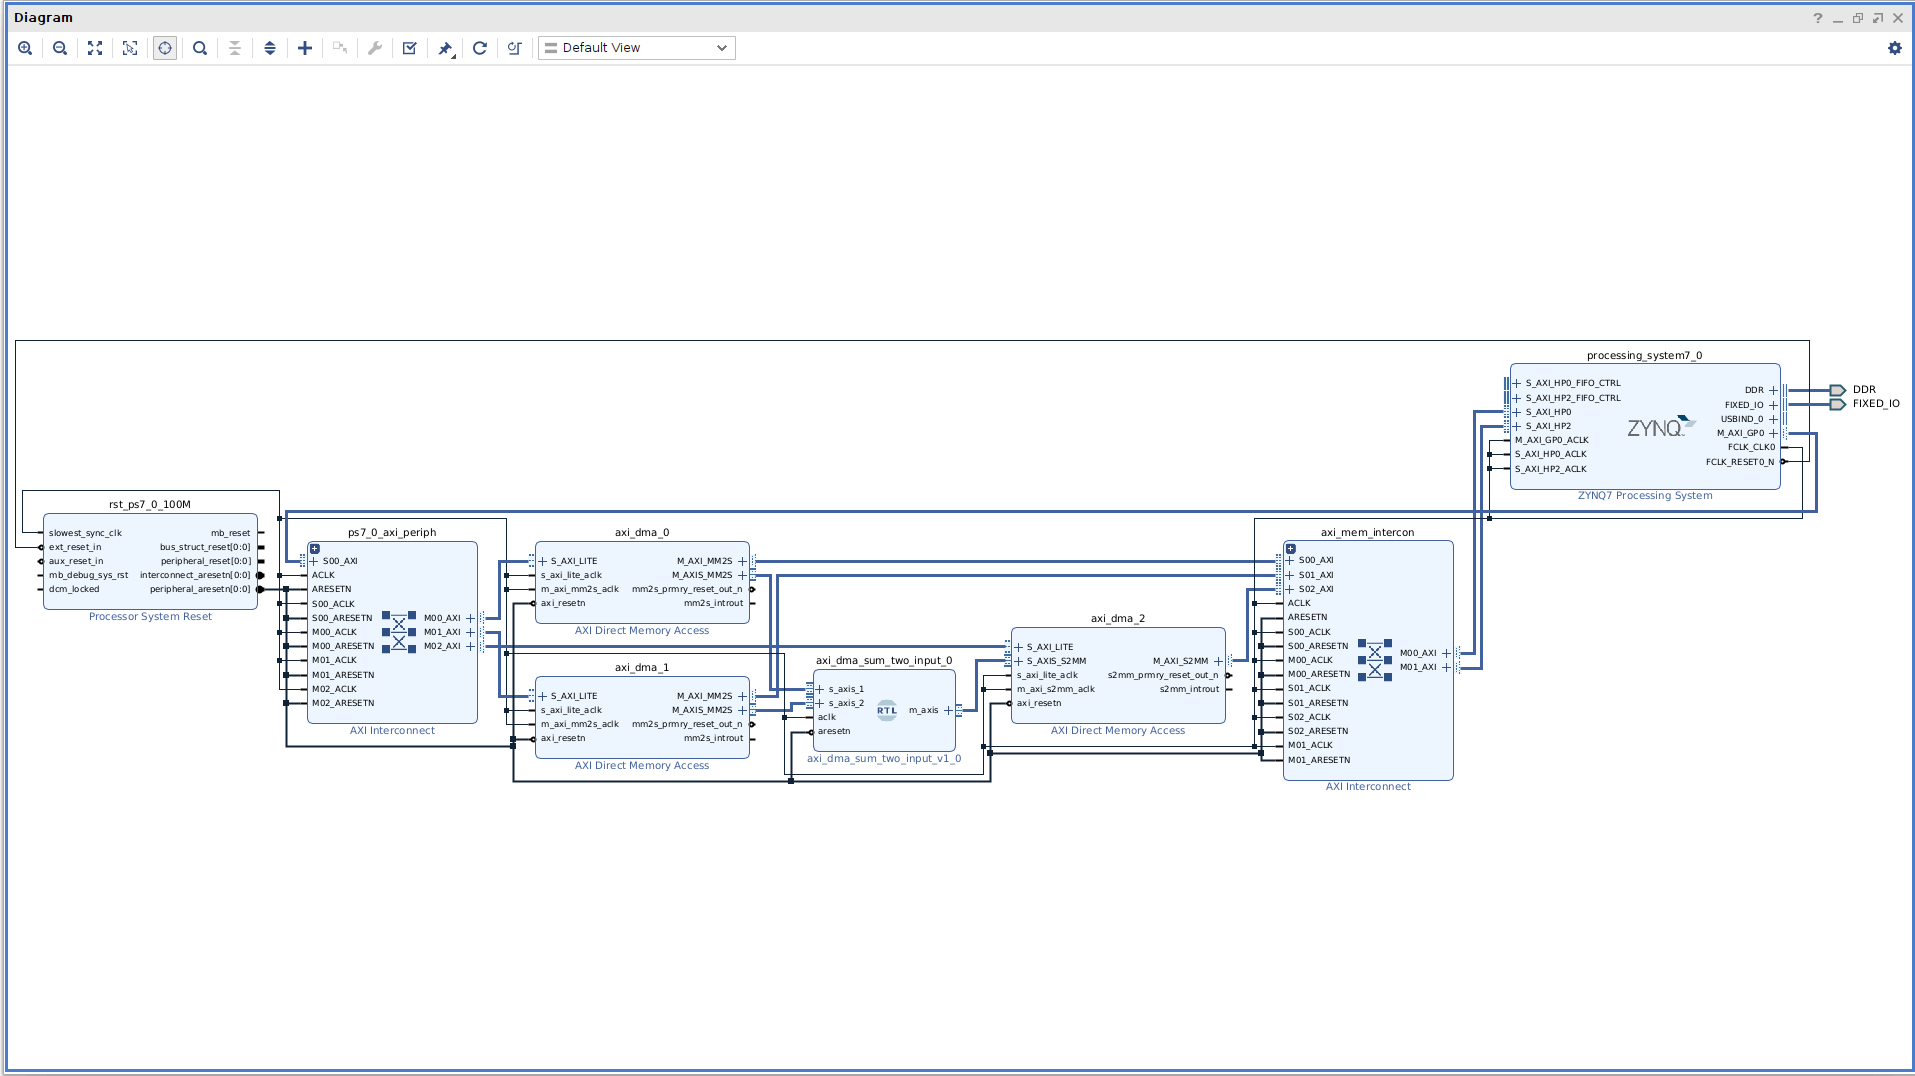 Diagram
Default View
processing_system7_0
S_AXI_HP0_FIFO_CTRL
S_AXI_HP2_FIFO_CTRL
S_AXI_HP0
S_AXI_HP2
M_AXI_GP0_ACLK
S_AXI_HP0_ACLK
S_AXI_HP2_ACLK
ZYNQ
DDR
FIXED_IO
USBIND_0
M_AXI_GP0
FCLK_CLK0
FCLK_RESET0_N
ZYNQ7 Processing System
DDR
FIXED_IO
rst_ps7_0_100M
slowest_sync_clk
ext_reset_in
aux_reset_in
mb_debug_sys_rst
dcm_locked
mb_reset
bus_struct_reset[0:0]
peripheral_reset[0:0]
interconnect_aresetn[0:0]
peripheral_aresetn[0:0]
Processor System Reset
ps7_0_axi_periph
S00_AXI
ACLK
ARESETN
S00_ACLK
S00_ARESETN
M00_ACLK
M00_ARESETN
M01_ACLK
M01_ARESETN
M02_ACLK
M02_ARESETN
M00_AXI
M01_AXI
M02_AXI
AXI Interconnect
axi_dma_0
S_AXI_LITE
s_axi_lite_aclk
m_axi_mm2s_aclk
axi_resetn
M_AXI_MM2S
M_AXIS_MM2S
mm2s_prmry_reset_out_n
mm2s_introut
AXI Direct Memory Access
axi_dma_1
S_AXI_LITE
s_axi_lite_aclk
m_axi_mm2s_aclk
axi_resetn
M_AXI_MM2S
M_AXIS_MM2S
mm2s_prmry_reset_out_n
mm2s_introut
AXI Direct Memory Access
axi_dma_sum_two_input_0
s_axis_1
s_axis_2
aclk
aresetn
RTL
m_axis
axi_dma_sum_two_input_v1_0
axi_dma_2
S_AXI_LITE
S_AXIS_S2MM
s_axi_lite_aclk
m_axi_s2mm_aclk
axi_resetn
M_AXI_S2MM
s2mm_prmry_reset_out_n
s2mm_introut
AXI Direct Memory Access
axi_mem_intercon
S00_AXI
S01_AXI
S02_AXI
ACLK
ARESETN
S00_ACLK
S00_ARESETN
M00_ACLK
M00_ARESETN
S01_ACLK
S01_ARESETN
S02_ACLK
S02_ARESETN
M01_ACLK
M01_ARESETN
M00_AXI
M01_AXI
AXI Interconnect